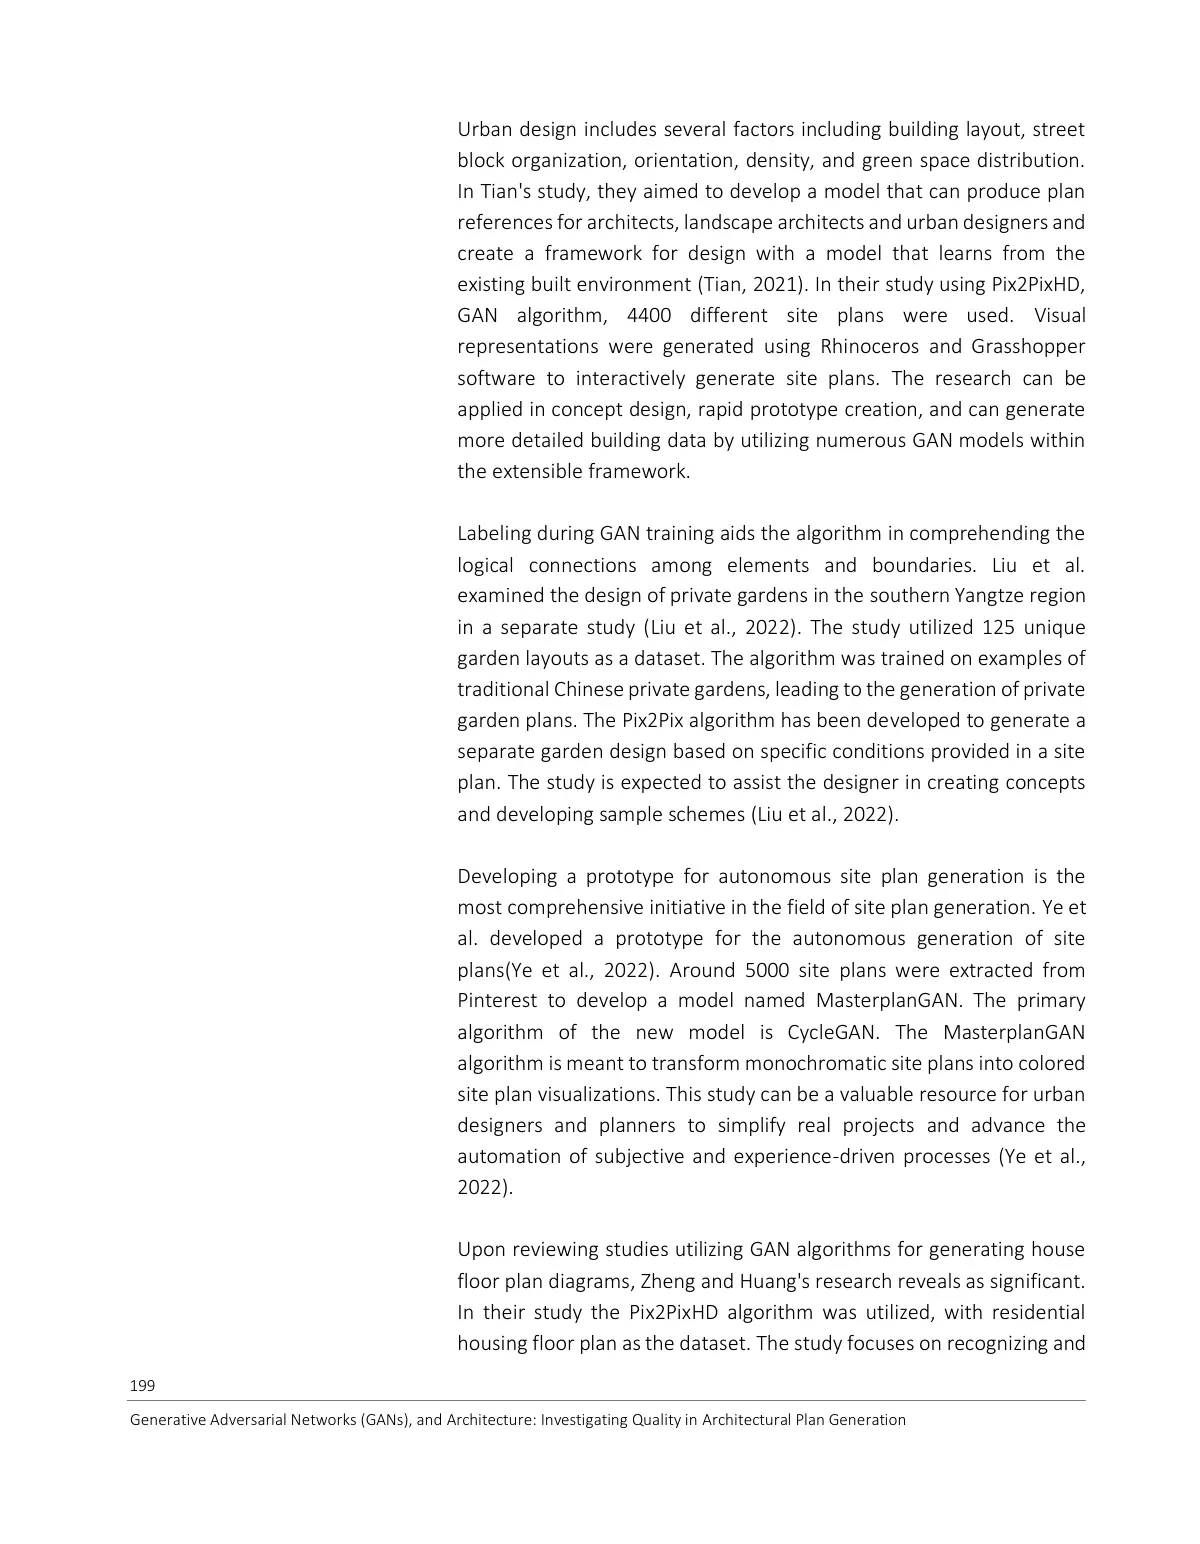 Urban design includes several factors including building layout, street
block organization, orientation, density, and green space distribution.
In Tian's study, they aimed to develop a model that can produce plan
references for architects, landscape architects and urban designers and
create a framework for design with a model that learns from the
existing built environment (Tian, 2021). In their study using Pix2PixHD,
GAN algorithm, 4400 different site plans were used. Visual
representations were generated using Rhinoceros and Grasshopper
software to interactively generate site plans. The research can be
applied in concept design, rapid prototype creation, and can generate
more detailed building data by utilizing numerous GAN models within
the extensible framework.
Labeling during GAN training aids the algorithm in comprehending the
logical connections among elements and boundaries. Liu et al.
examined the design of private gardens in the southern Yangtze region
in a separate study (Liu et al., 2022). The study utilized 125 unique
garden layouts as a dataset. The algorithm was trained on examples of
traditional Chinese private gardens, leading to the generation of private
garden plans. The Pix2Pix algorithm has been developed to generate a
separate garden design based on specific conditions provided in a site
plan. The study is expected to assist the designer in creating concepts
and developing sample schemes (Liu et al., 2022).
Developing a prototype for autonomous site plan generation is the
most comprehensive initiative in the field of site plan generation. Ye et
al. developed a prototype for the autonomous generation of site
plans(Ye et al., 2022). Around 5000 site plans were extracted from
Pinterest to develop a model named MasterplanGAN. The primary
algorithm of the new model is CycleGAN. The MasterplanGAN
algorithm is meant to transform monochromatic site plans into colored
site plan visualizations. This study can be a valuable resource for urban
designers and planners to simplify real projects and advance the
automation of subjective and experience-driven processes (Ye et al.,
2022).
Upon reviewing studies utilizing GAN algorithms for generating house
floor plan diagrams, Zheng and Huang's research reveals as significant.
In their study the Pix2PixHD algorithm was utilized, with residential
housing floor plan as the dataset. The study focuses on recognizing and
199
Generative Adversarial Networks (GANs), and Architecture: Investigating Quality in Architectural Plan Generation